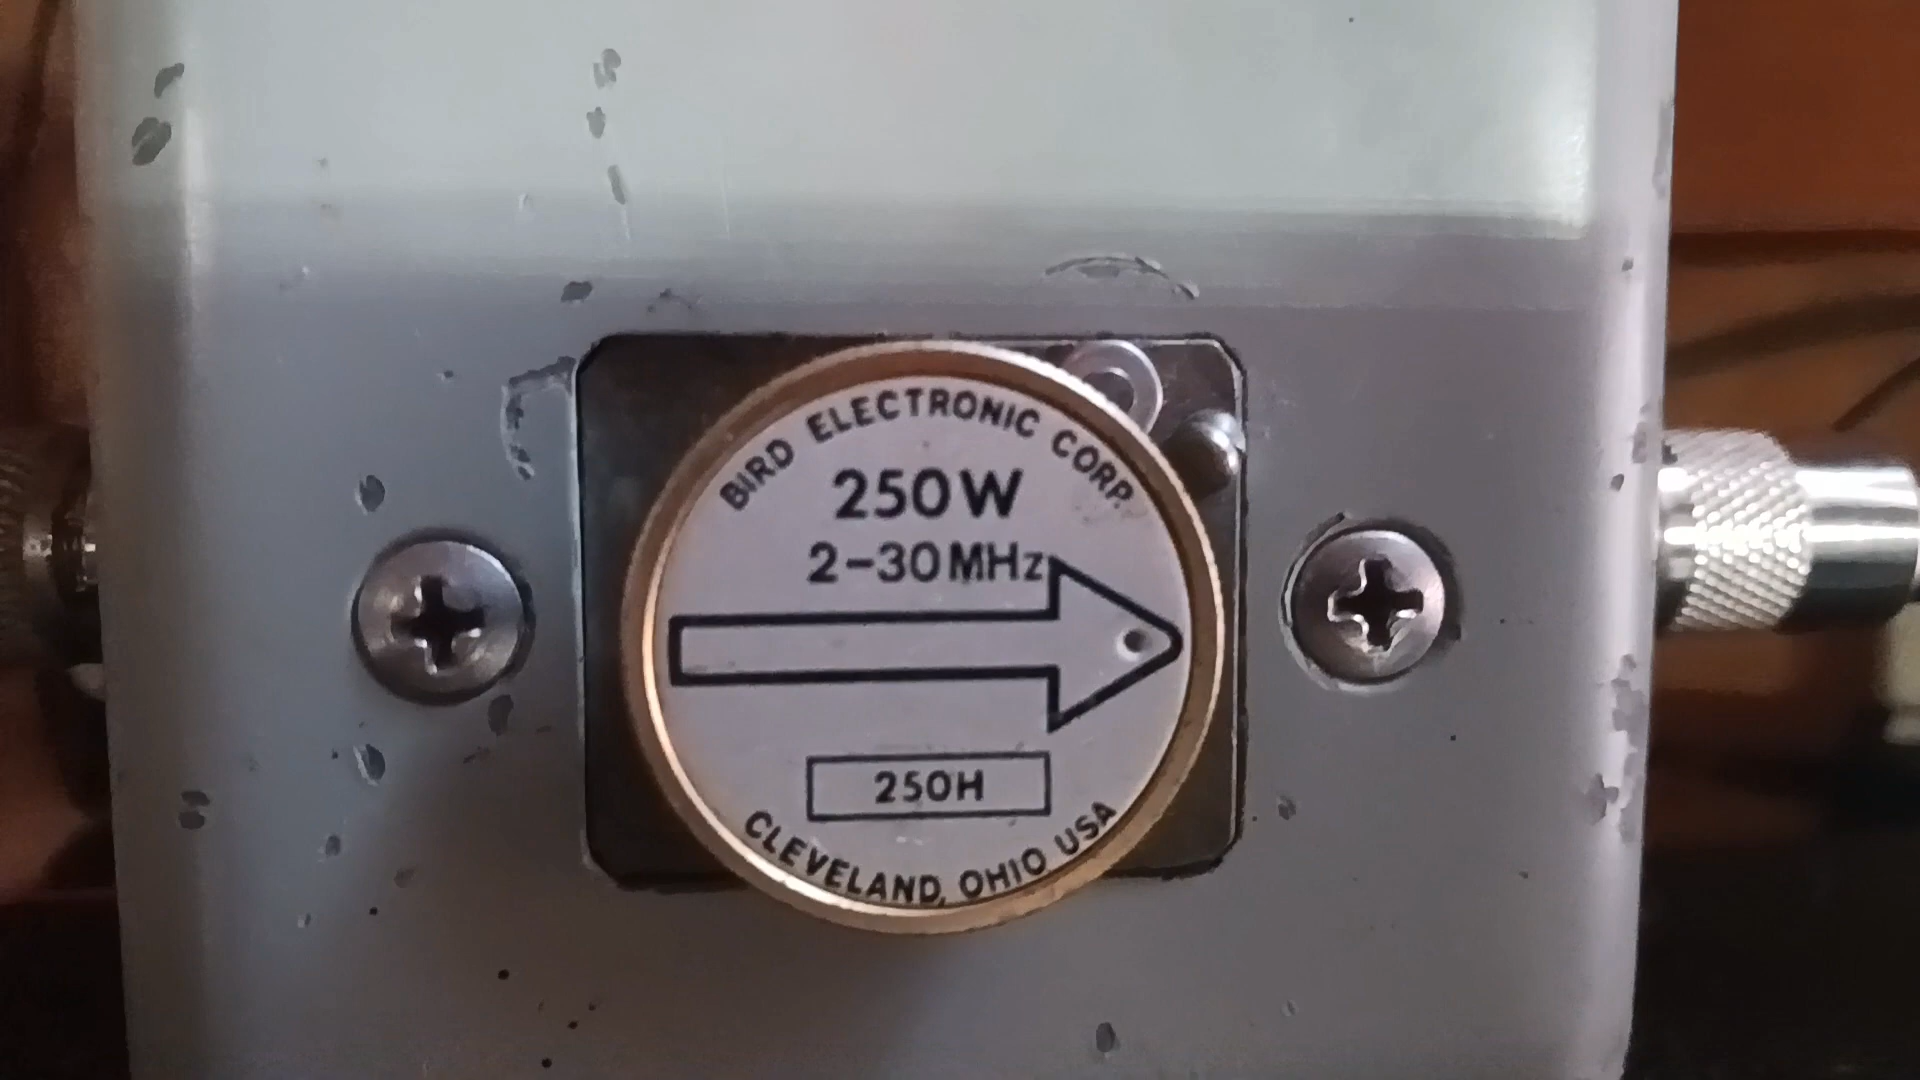 BIRD ELECTRONIC CORP.
250W
2-30MHz
250H
CLEVELAND, OHIO USA